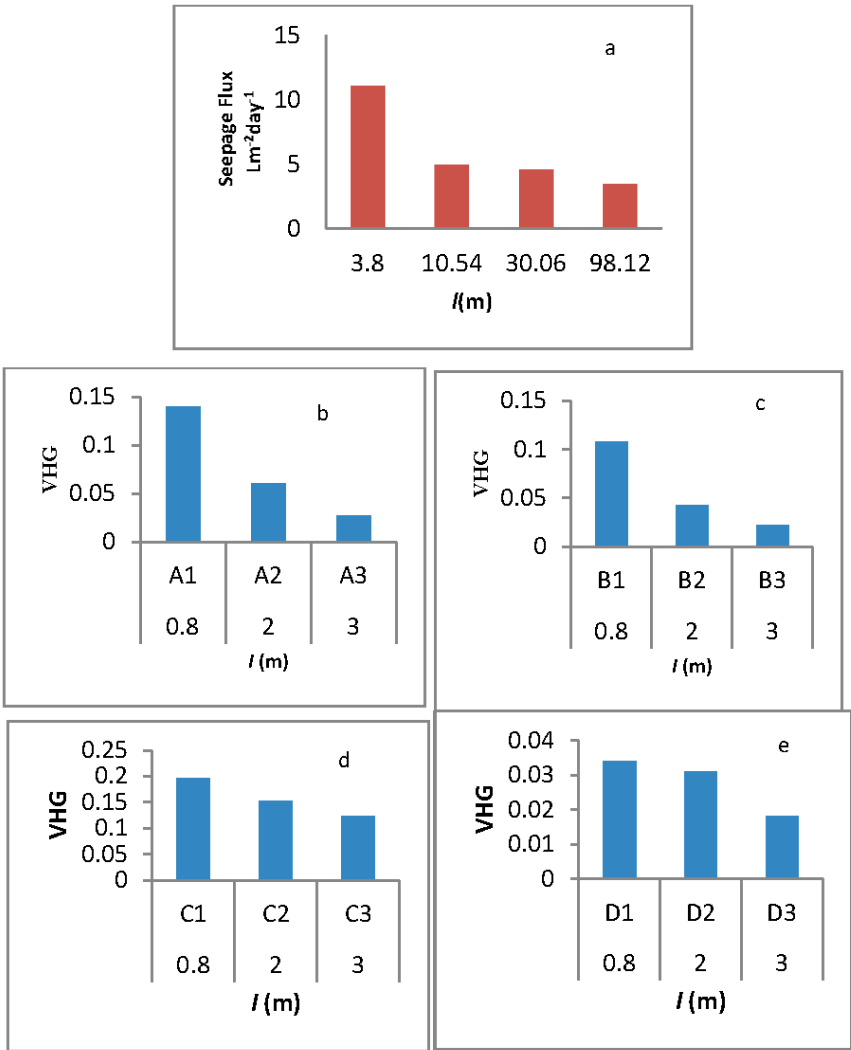 a
Seepage Flux
Lm-2day-1
15
10
5
0
3.8 10.54 30.06 98.12
l(m)
b
VHG
0.15
0.1
0.05
0
A1 A2 A3
0.8 2 3
l (m)
c
VHG
0.15
0.1
0.05
0
B1 B2 B3
0.8 2 3
l (m)
d
VHG
0.25
0.2
0.15
0.1
0.05
0
C1 C2 C3
0.8 2 3
l (m)
e
VHG
0.04
0.03
0.02
0.01
0
D1 D2 D3
0.8 2 3
l (m)